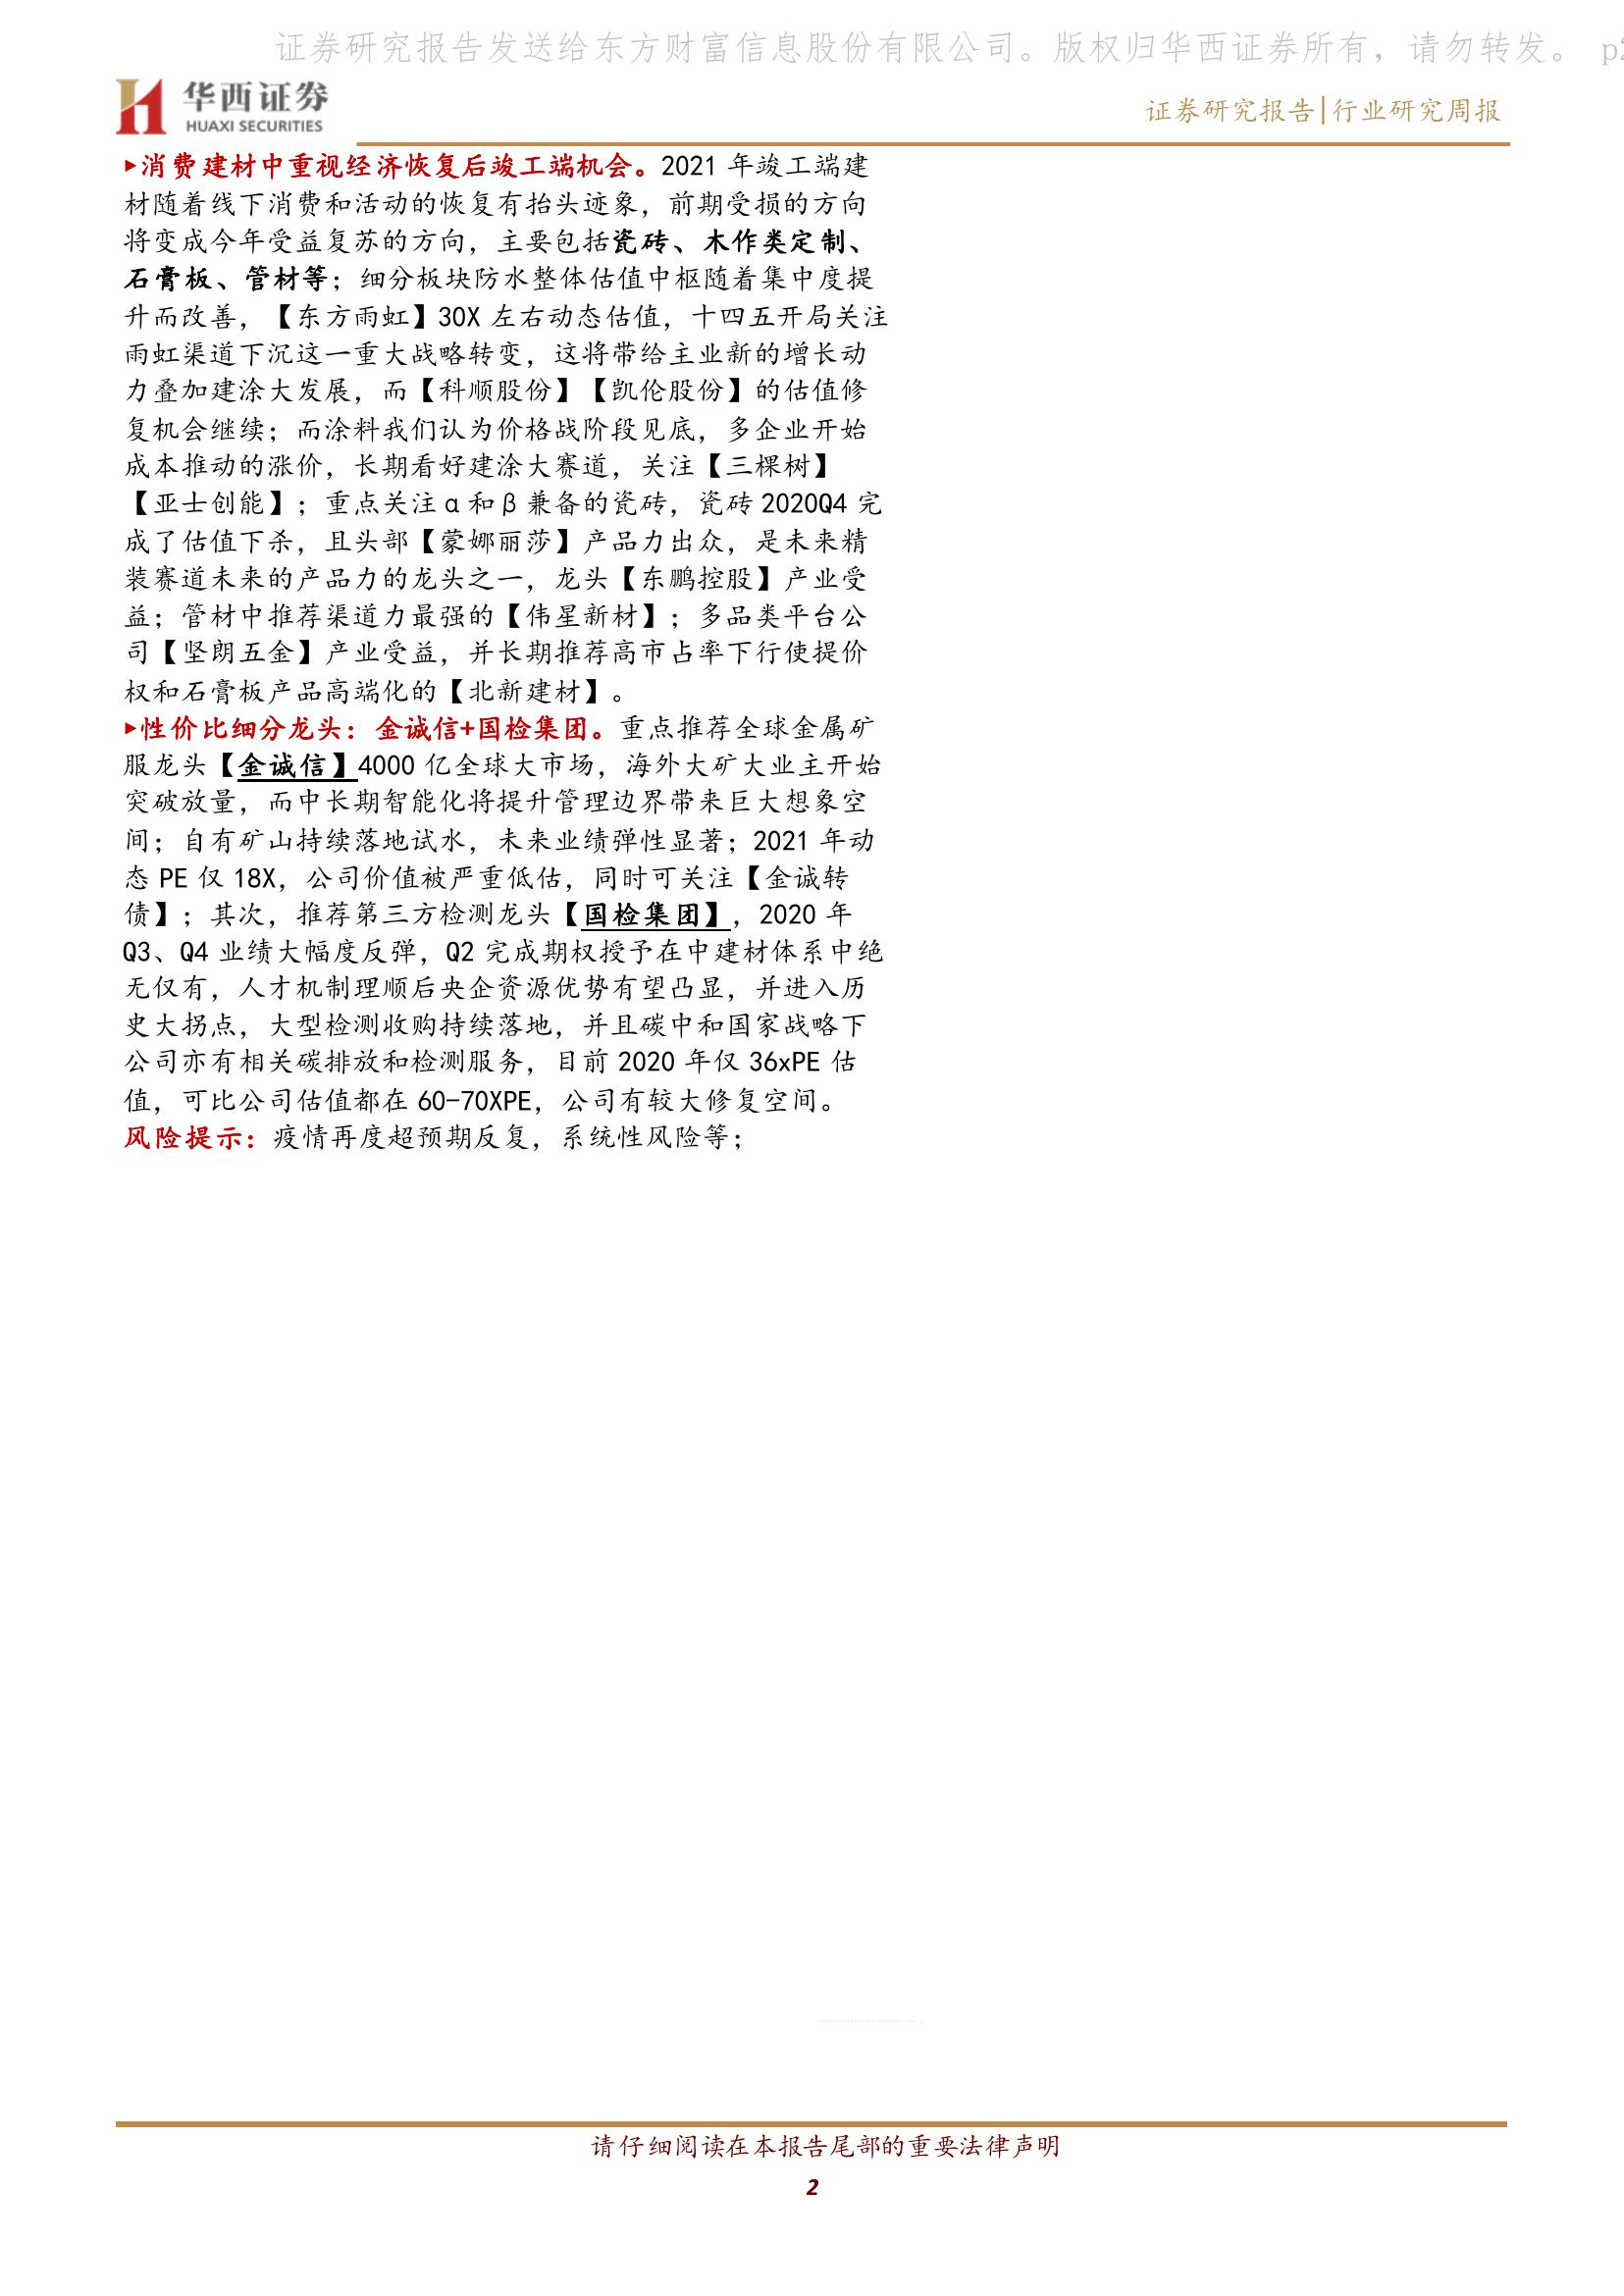 证券研究报告发送给东方财富信息股份有限公司。版权归华西证券所有，请勿转发。 p2
华西证券
HUAXI SECURITIES
证券研究报告|行业研究周报
▸消费建材中重视经济恢复后竣工端机会。2021 年竣工端建
材随着线下消费和活动的恢复有抬头迹象，前期受损的方向
将变成今年受益复苏的方向，主要包括瓷砖、木作类定制、
石膏板、管材等；细分板块防水整体估值中枢随着集中度提
升而改善，【东方雨虹】30X 左右动态估值，十四五开局关注
雨虹渠道下沉这一重大战略转变，这将带给主业新的增长动
力叠加建涂大发展，而【科顺股份】【凯伦股份】的估值修
复机会继续；而涂料我们认为价格战阶段见底，多企业开始
成本推动的涨价，长期看好建涂大赛道，关注【三棵树】
【亚士创能】；重点关注α和β兼备的瓷砖，瓷砖 2020Q4 完
成了估值下杀，且头部【蒙娜丽莎】产品力出众，是未来精
装赛道未来的产品力的龙头之一，龙头【东鹏控股】产业受
益；管材中推荐渠道力最强的【伟星新材】；多品类平台公
司【坚朗五金】产业受益，并长期推荐高市占率下行使提价
权和石膏板产品高端化的【北新建材】。
▸性价比细分龙头：金诚信+国检集团。重点推荐全球金属矿
服龙头【金诚信】4000 亿全球大市场，海外大矿大业主开始
突破放量，而中长期智能化将提升管理边界带来巨大想象空
间；自有矿山持续落地试水，未来业绩弹性显著；2021 年动
态 PE 仅 18X，公司价值被严重低估，同时可关注【金诚转
债】；其次，推荐第三方检测龙头【国检集团】，2020 年
Q3、Q4 业绩大幅度反弹，Q2 完成期权授予在中建材体系中绝
无仅有，人才机制理顺后央企资源优势有望凸显，并进入历
史大拐点，大型检测收购持续落地，并且碳中和国家战略下
公司亦有相关碳排放和检测服务，目前 2020 年仅 36xPE 估
值，可比公司估值都在 60-70XPE，公司有较大修复空间。
风险提示：疫情再度超预期反复，系统性风险等；
请仔细阅读在本报告尾部的重要法律声明
2